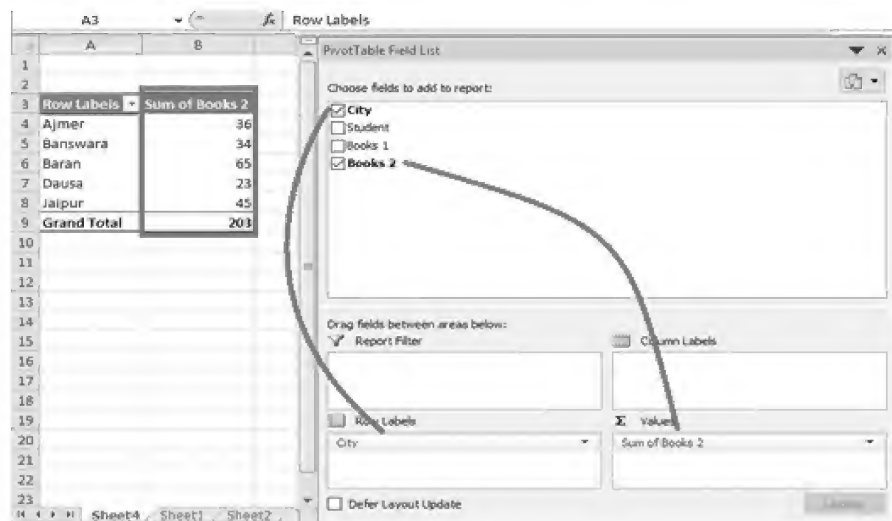 A3 fx Row Labels
A B
PivotTable Field List
1
2
Choose fields to add to report:
3 Row Labels Sum of Books 2
4 Ajmer 36
5 Banswara 34
6 Baran 65
7 Dausa 23
8 Jaipur 45
9 Grand Total 203
10
11
12
13
14
15
16
17
18
19
20
21
22
23
City
Student
Books 1
Books 2
Drag fields between areas below:
Report Filter
Column Labels
Row Labels
Σ Values
City
Sum of Books 2
Defer Layout Update
Sheet4 Sheet1 Sheet2